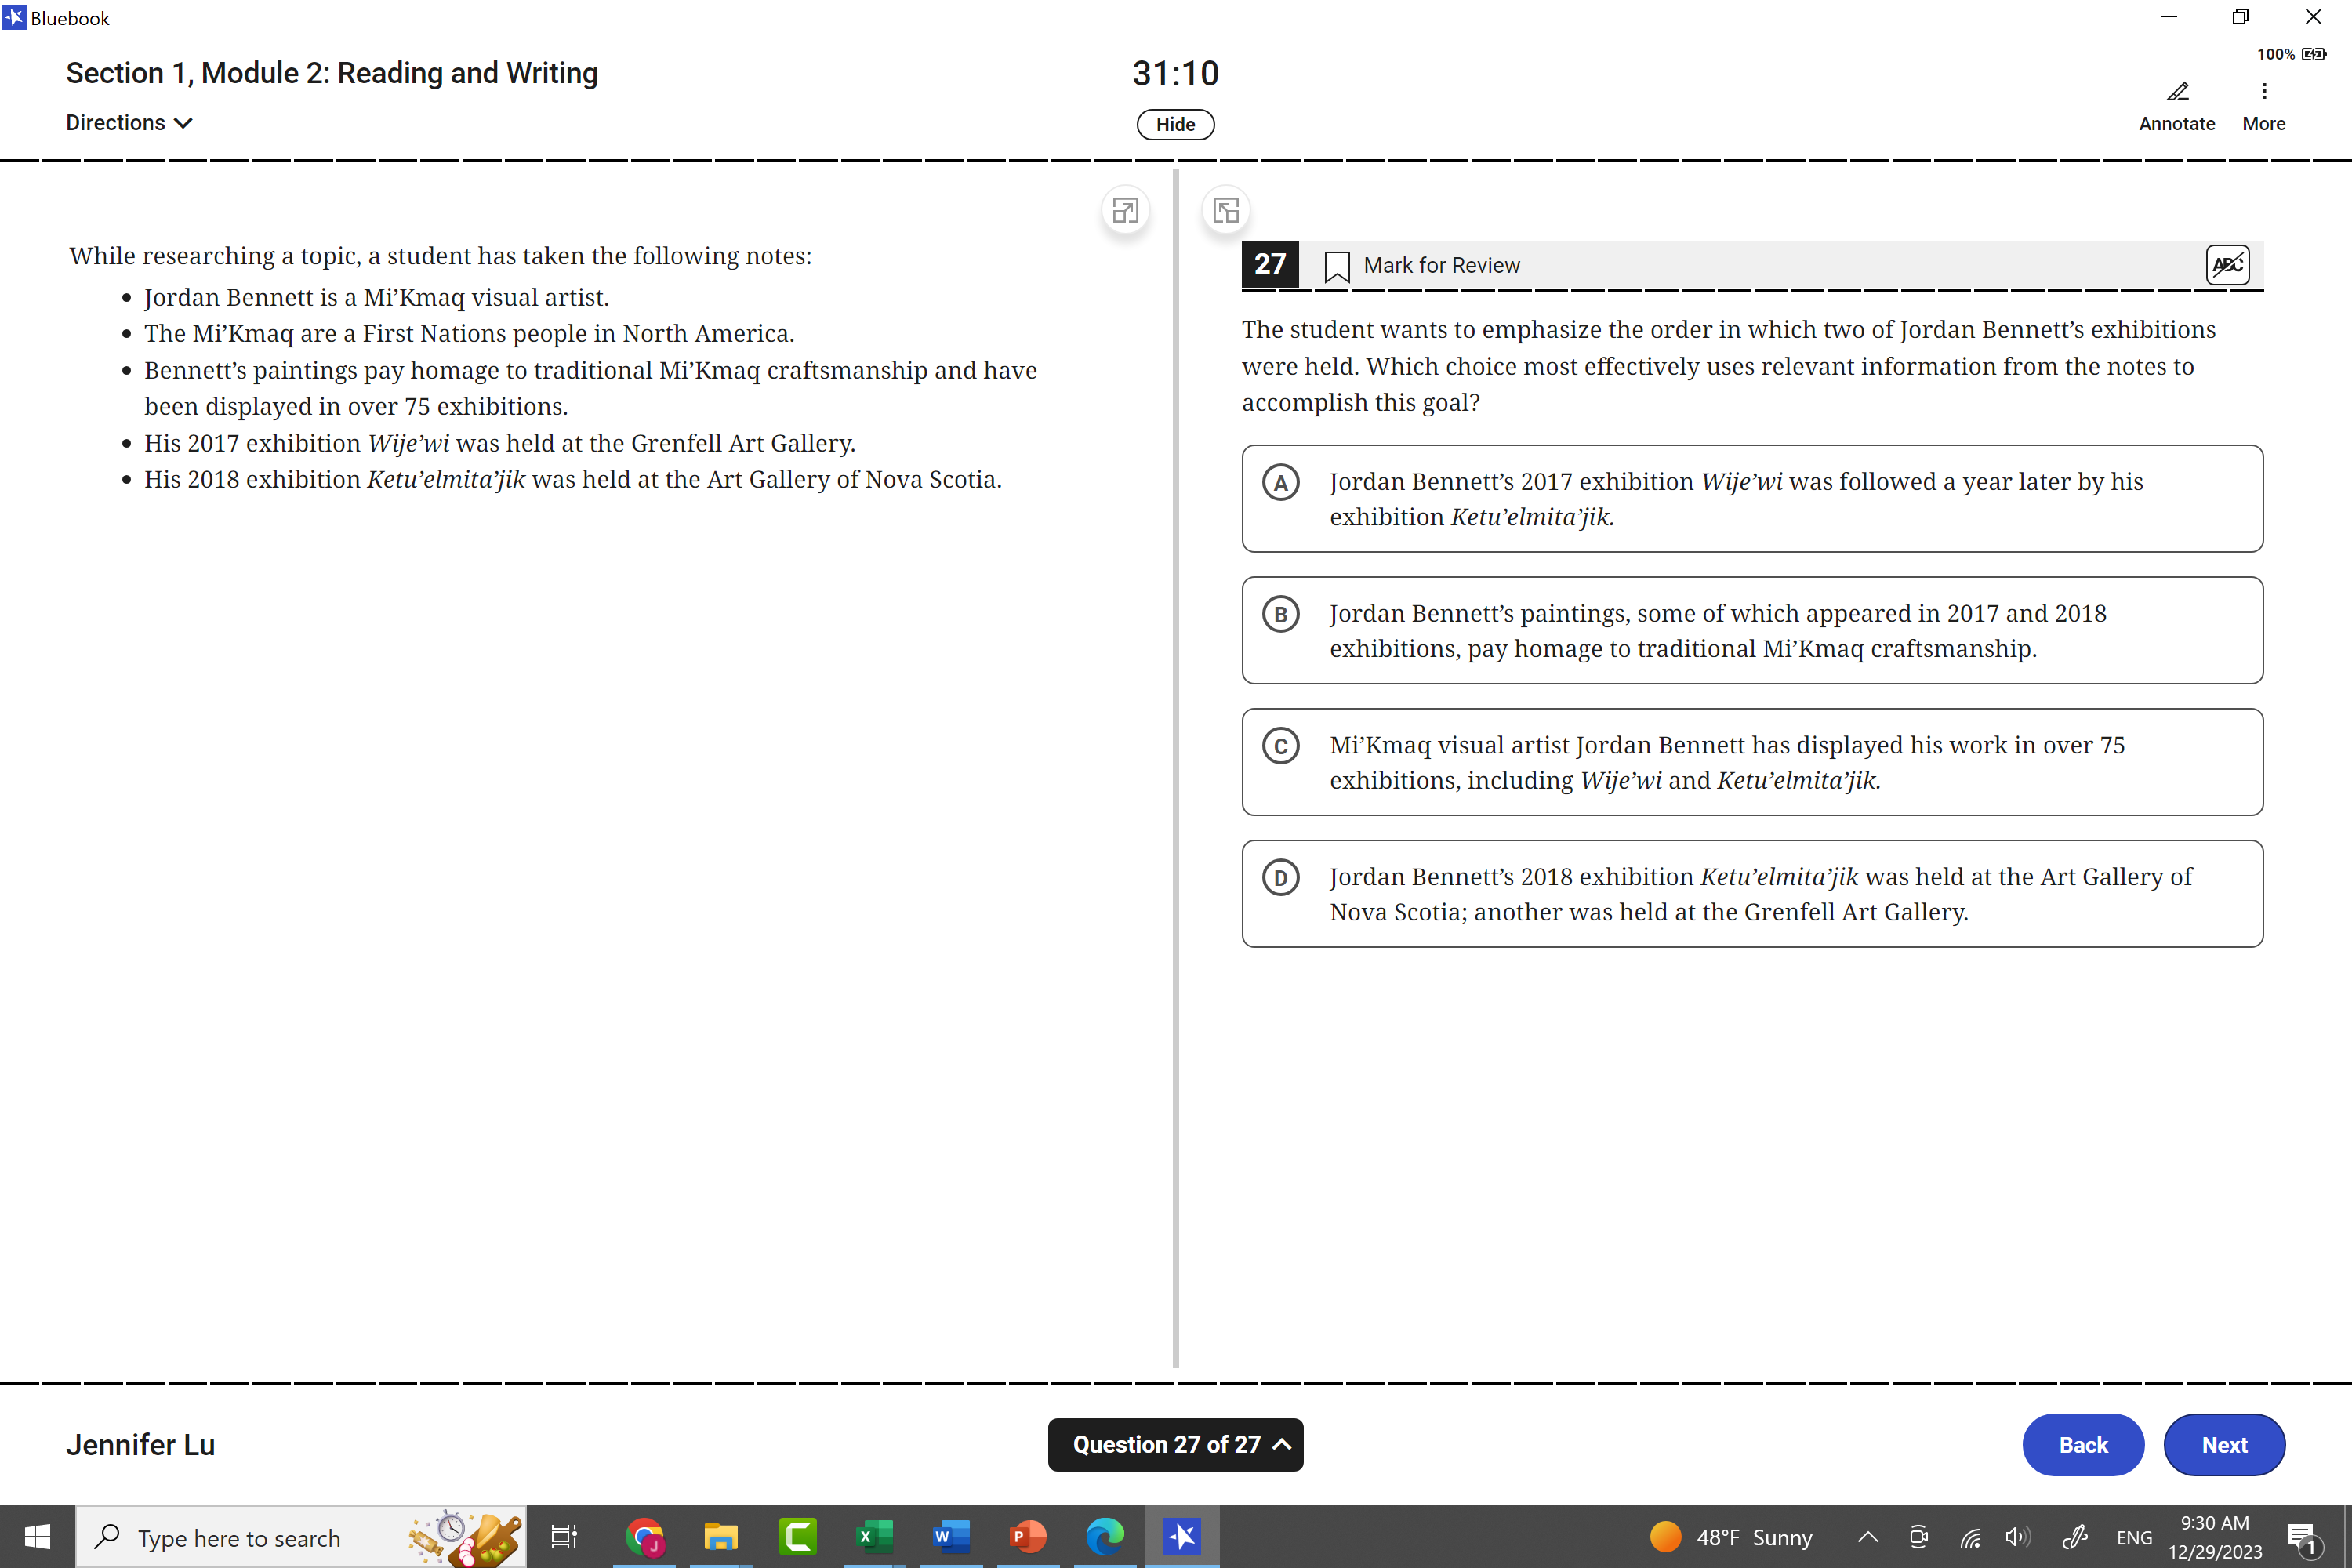 Bluebook
100%
Section 1, Module 2: Reading and Writing
31:10
Directions
Hide
Annotate
More
While researching a topic, a student has taken the following notes:
• Jordan Bennett is a Mi’Kmaq visual artist.
• The Mi’Kmaq are a First Nations people in North America.
• Bennett’s paintings pay homage to traditional Mi’Kmaq craftsmanship and have
been displayed in over 75 exhibitions.
• His 2017 exhibition Wije’wi was held at the Grenfell Art Gallery.
• His 2018 exhibition Ketu’elmita’jik was held at the Art Gallery of Nova Scotia.
27
Mark for Review
ABC
The student wants to emphasize the order in which two of Jordan Bennett’s exhibitions
were held. Which choice most effectively uses relevant information from the notes to
accomplish this goal?
A
Jordan Bennett’s 2017 exhibition Wije’wi was followed a year later by his
exhibition Ketu’elmita’jik.
B
Jordan Bennett’s paintings, some of which appeared in 2017 and 2018
exhibitions, pay homage to traditional Mi’Kmaq craftsmanship.
C
Mi’Kmaq visual artist Jordan Bennett has displayed his work in over 75
exhibitions, including Wije’wi and Ketu’elmita’jik.
D
Jordan Bennett’s 2018 exhibition Ketu’elmita’jik was held at the Art Gallery of
Nova Scotia; another was held at the Grenfell Art Gallery.
Jennifer Lu
Question 27 of 27
Back
Next
Type here to search
J
X
W
P
48°F Sunny
ENG
9:30 AM
12/29/2023
1